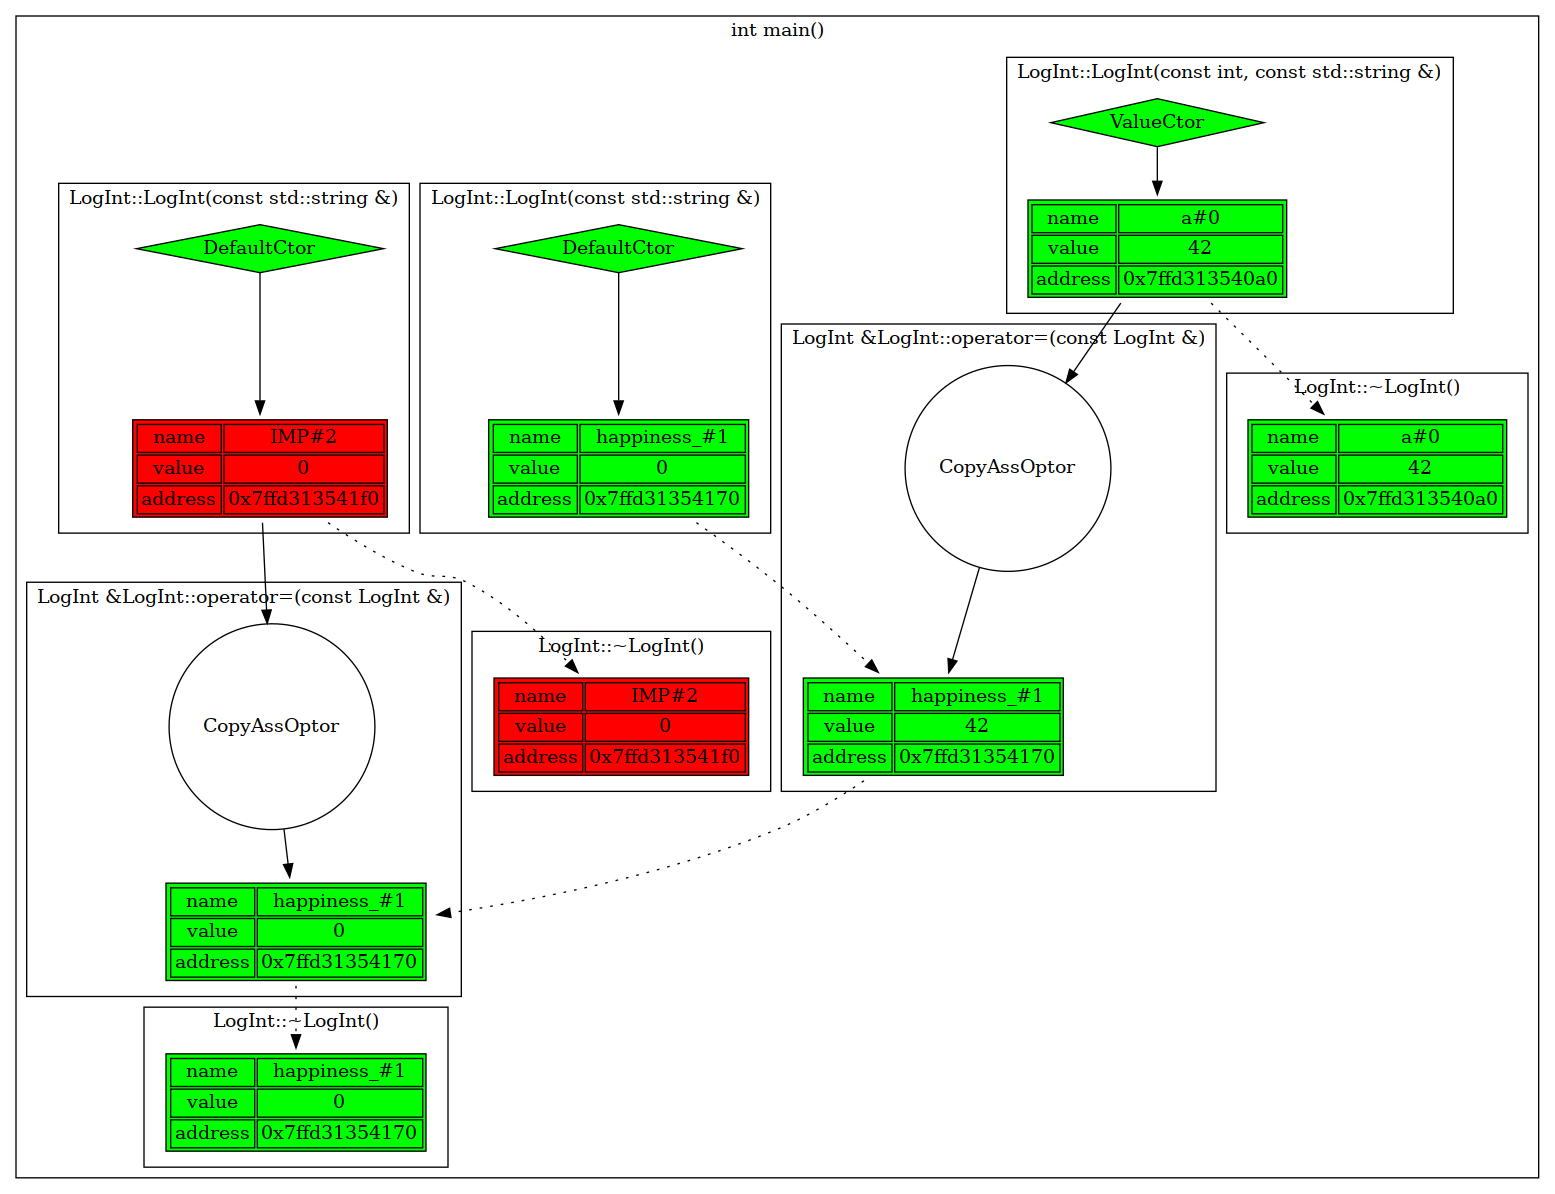 int main()
LogInt::LogInt(const int, const std::string &)
ValueCtor
name a#0
value 42
address 0x7ffd313540a0
LogInt::LogInt(const std::string &)
DefaultCtor
name IMP#2
value 0
address 0x7ffd313541f0
LogInt::LogInt(const std::string &)
DefaultCtor
name happiness_#1
value 0
address 0x7ffd31354170
LogInt &LogInt::operator=(const LogInt &)
CopyAssOptor
name happiness_#1
value 42
address 0x7ffd31354170
LogInt::~LogInt()
name a#0
value 42
address 0x7ffd313540a0
LogInt &LogInt::operator=(const LogInt &)
CopyAssOptor
name happiness_#1
value 0
address 0x7ffd31354170
LogInt::~LogInt()
name IMP#2
value 0
address 0x7ffd313541f0
LogInt::~LogInt()
name happiness_#1
value 0
address 0x7ffd31354170